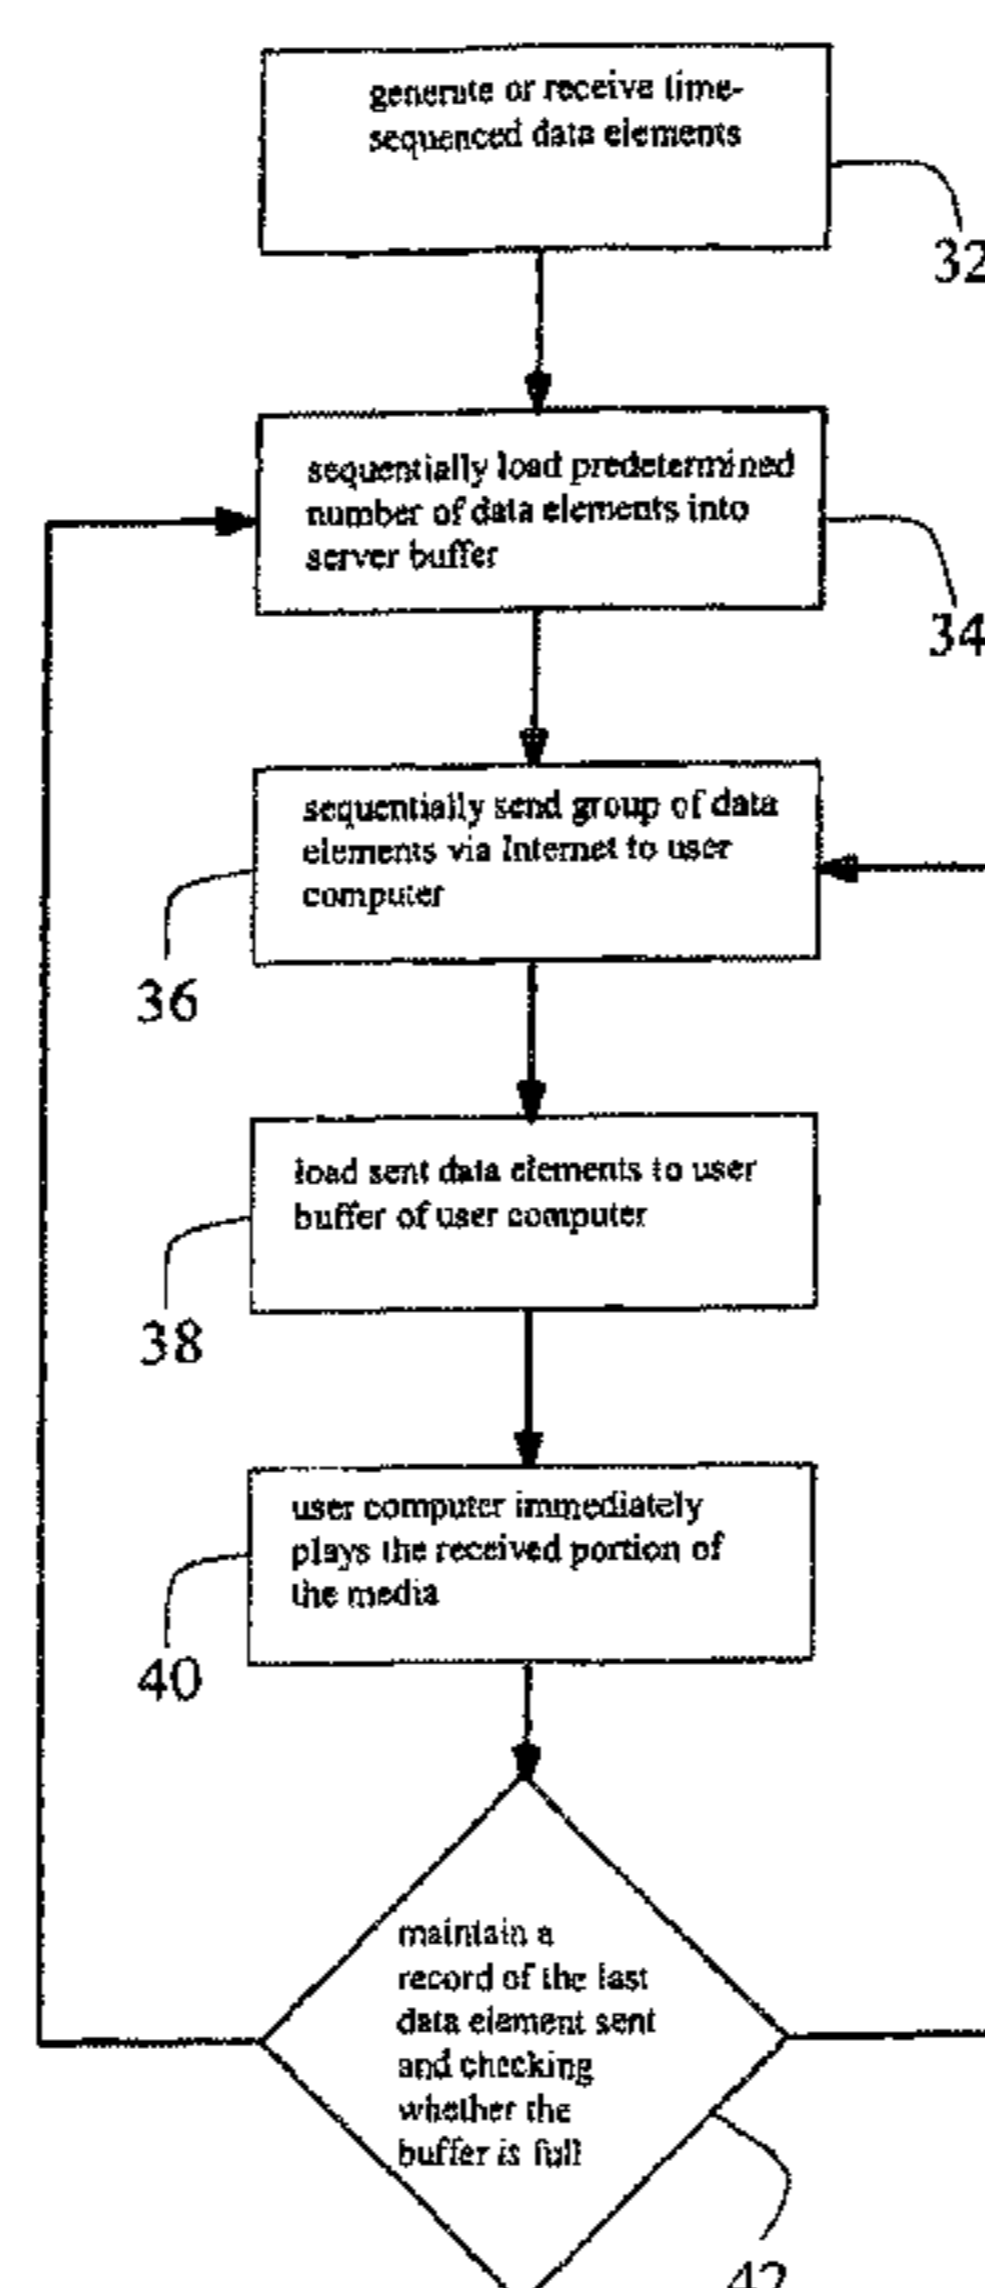 generate or receive time-
sequenced data elements
32
sequentially load predetermined
number of data elements into
server buffer
34
sequentially send group of data
elements via Internet to user
computer
36
load sent data elements to user
buffer of user computer
38
user computer immediately
plays the received portion of
the media
40
maintain a
record of the last
data element sent
and checking
whether the
buffer is full
42